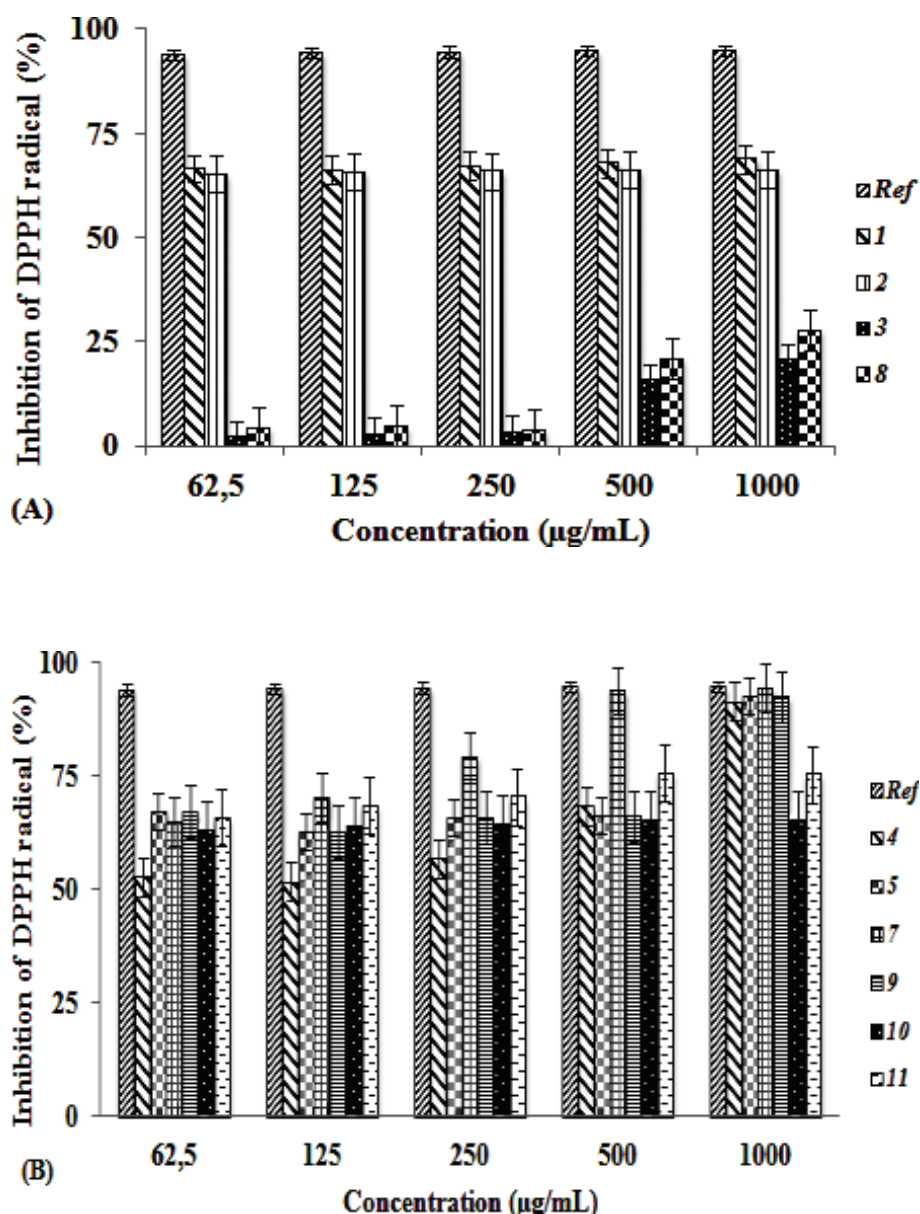 Inhibition of DPPH radical (%)
100
75
50
25
0
62,5 125 250 500 1000
Concentration (µg/mL)
(A)
Ref
1
2
3
8
Inhibition of DPPH radical (%)
100
75
50
25
0
62,5 125 250 500 1000
Concentration (µg/mL)
(B)
Ref
4
5
7
9
10
11